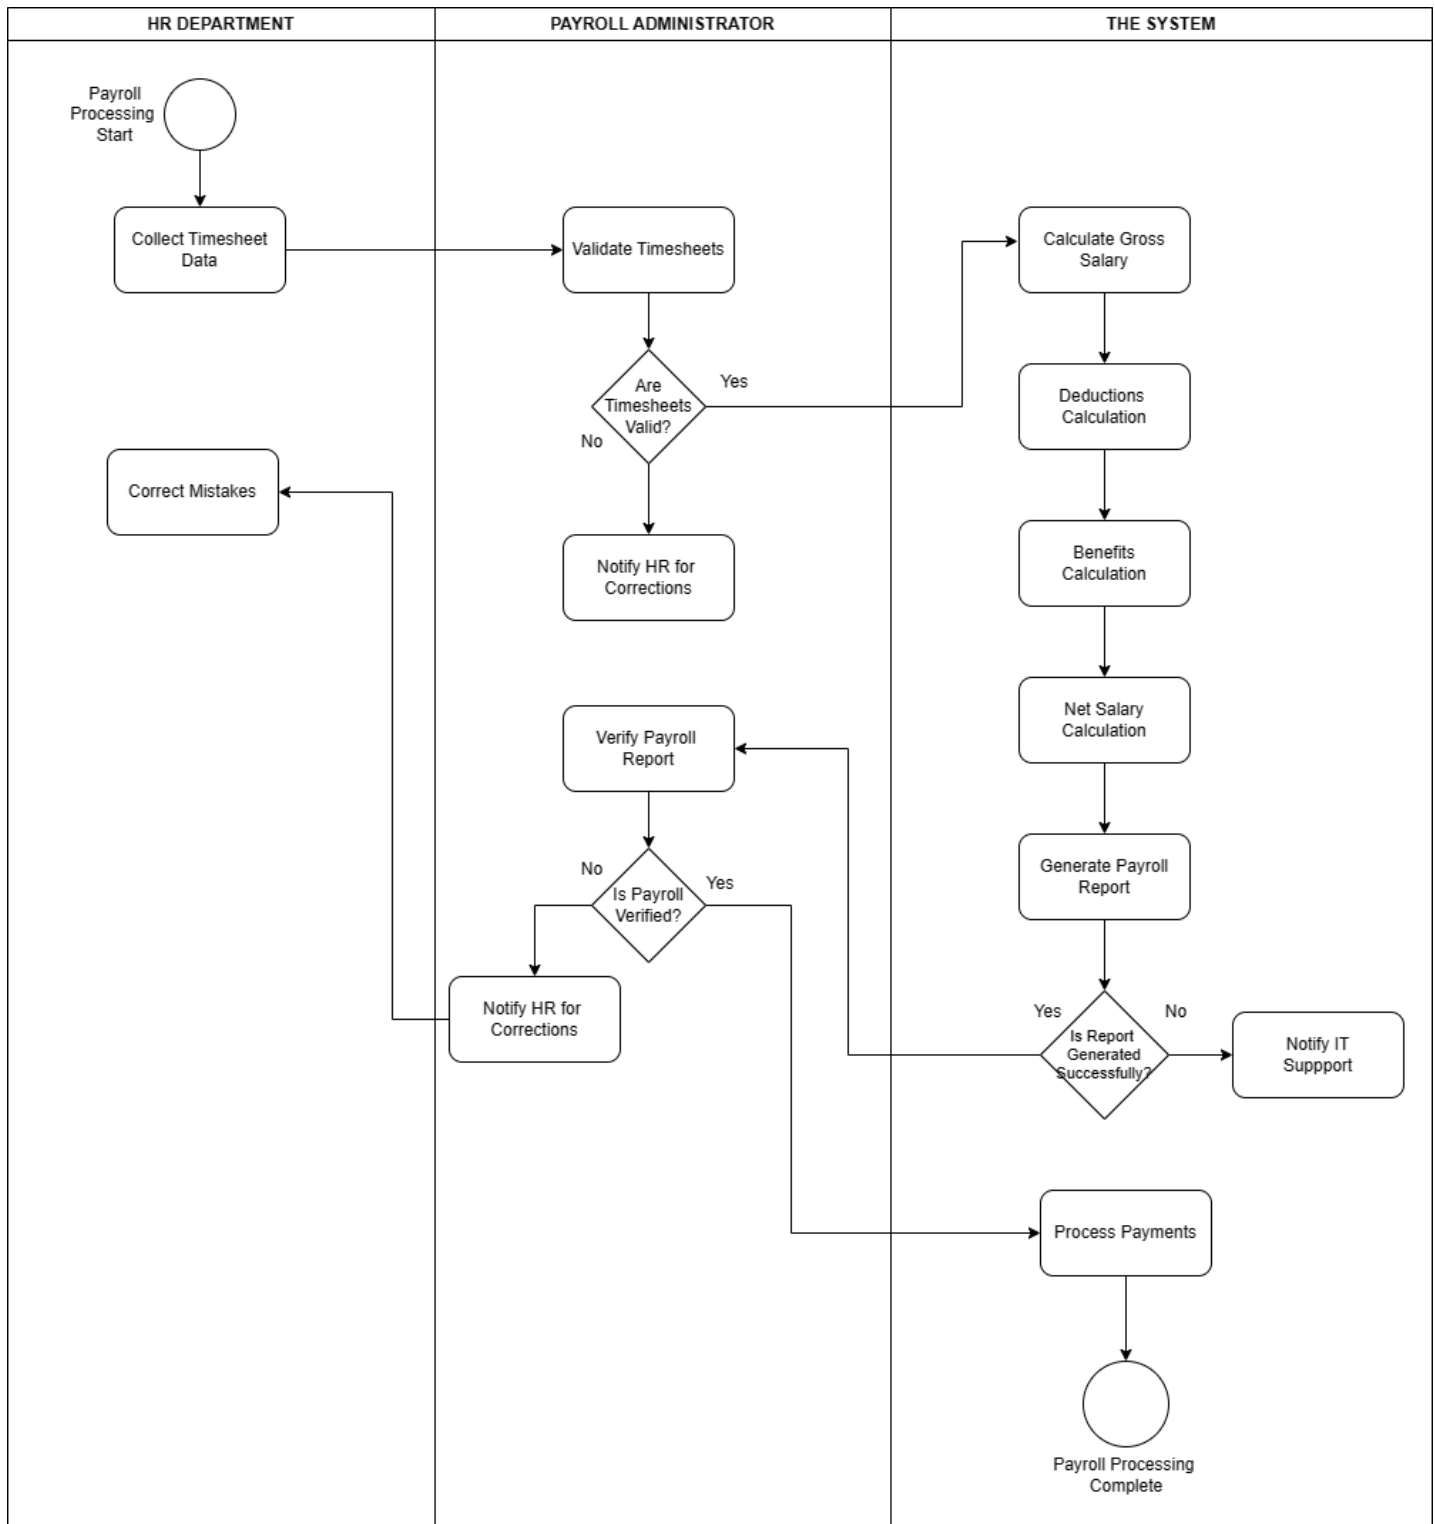 HR DEPARTMENT
PAYROLL ADMINISTRATOR
THE SYSTEM
Payroll
Processing
Start
Collect Timesheet
Data
Validate Timesheets
Calculate Gross
Salary
Are
Timesheets
Valid?
Yes
No
Deductions
Calculation
Correct Mistakes
Notify HR for
Corrections
Benefits
Calculation
Verify Payroll
Report
Net Salary
Calculation
No
Is Payroll
Verified?
Yes
Generate Payroll
Report
Notify HR for
Corrections
Yes
Is Report
Generated
Successfully?
No
Notify IT
Suppport
Process Payments
Payroll Processing
Complete